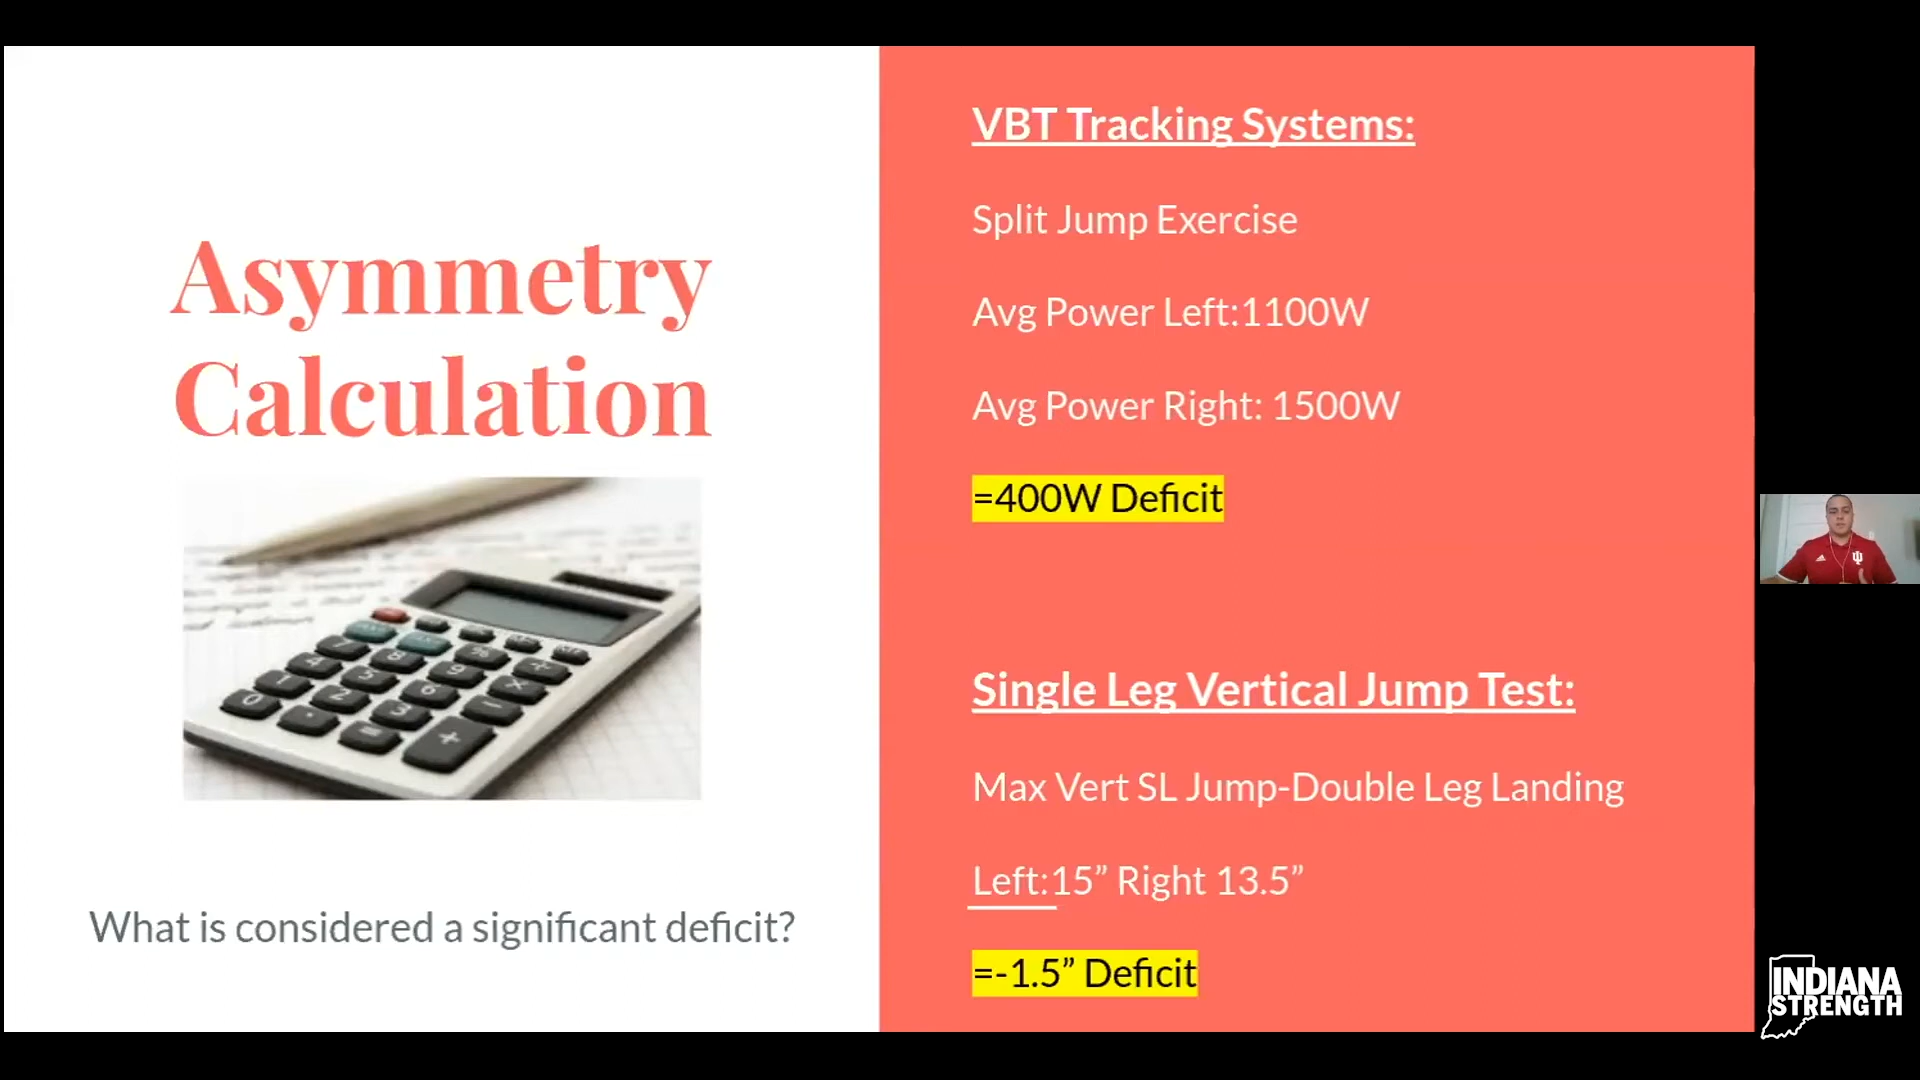 Asymmetry
Calculation
What is considered a significant deficit?
VBT Tracking Systems:
Split Jump Exercise
Avg Power Left:1100W
Avg Power Right: 1500W
=400W Deficit
Single Leg Vertical Jump Test:
Max Vert SL Jump-Double Leg Landing
Left:15” Right 13.5”
=-1.5” Deficit
INDIANA
STRENGTH